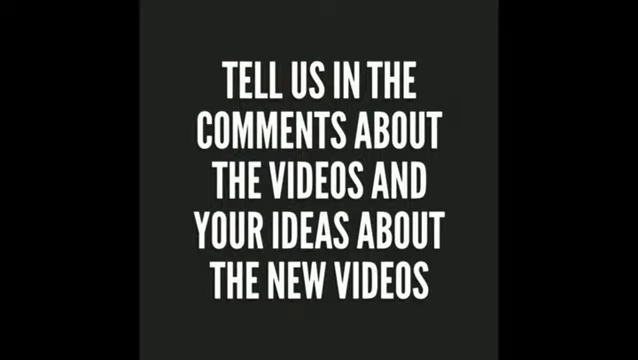 TELL US IN THE
COMMENTS ABOUT
THE VIDEOS AND
YOUR IDEAS ABOUT
THE NEW VIDEOS